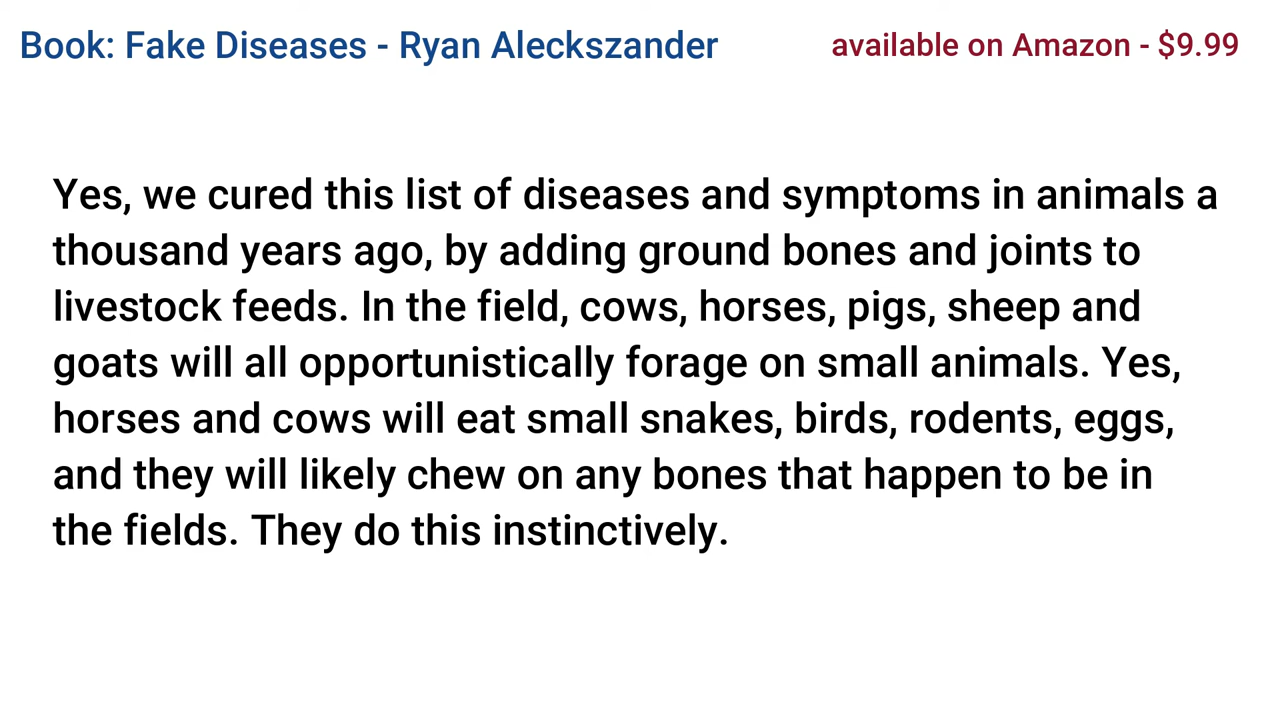 Book: Fake Diseases - Ryan Aleckszander
available on Amazon - $9.99
Yes, we cured this list of diseases and symptoms in animals a
thousand years ago, by adding ground bones and joints to
livestock feeds. In the field, cows, horses, pigs, sheep and
goats will all opportunistically forage on small animals. Yes,
horses and cows will eat small snakes, birds, rodents, eggs,
and they will likely chew on any bones that happen to be in
the fields. They do this instinctively.